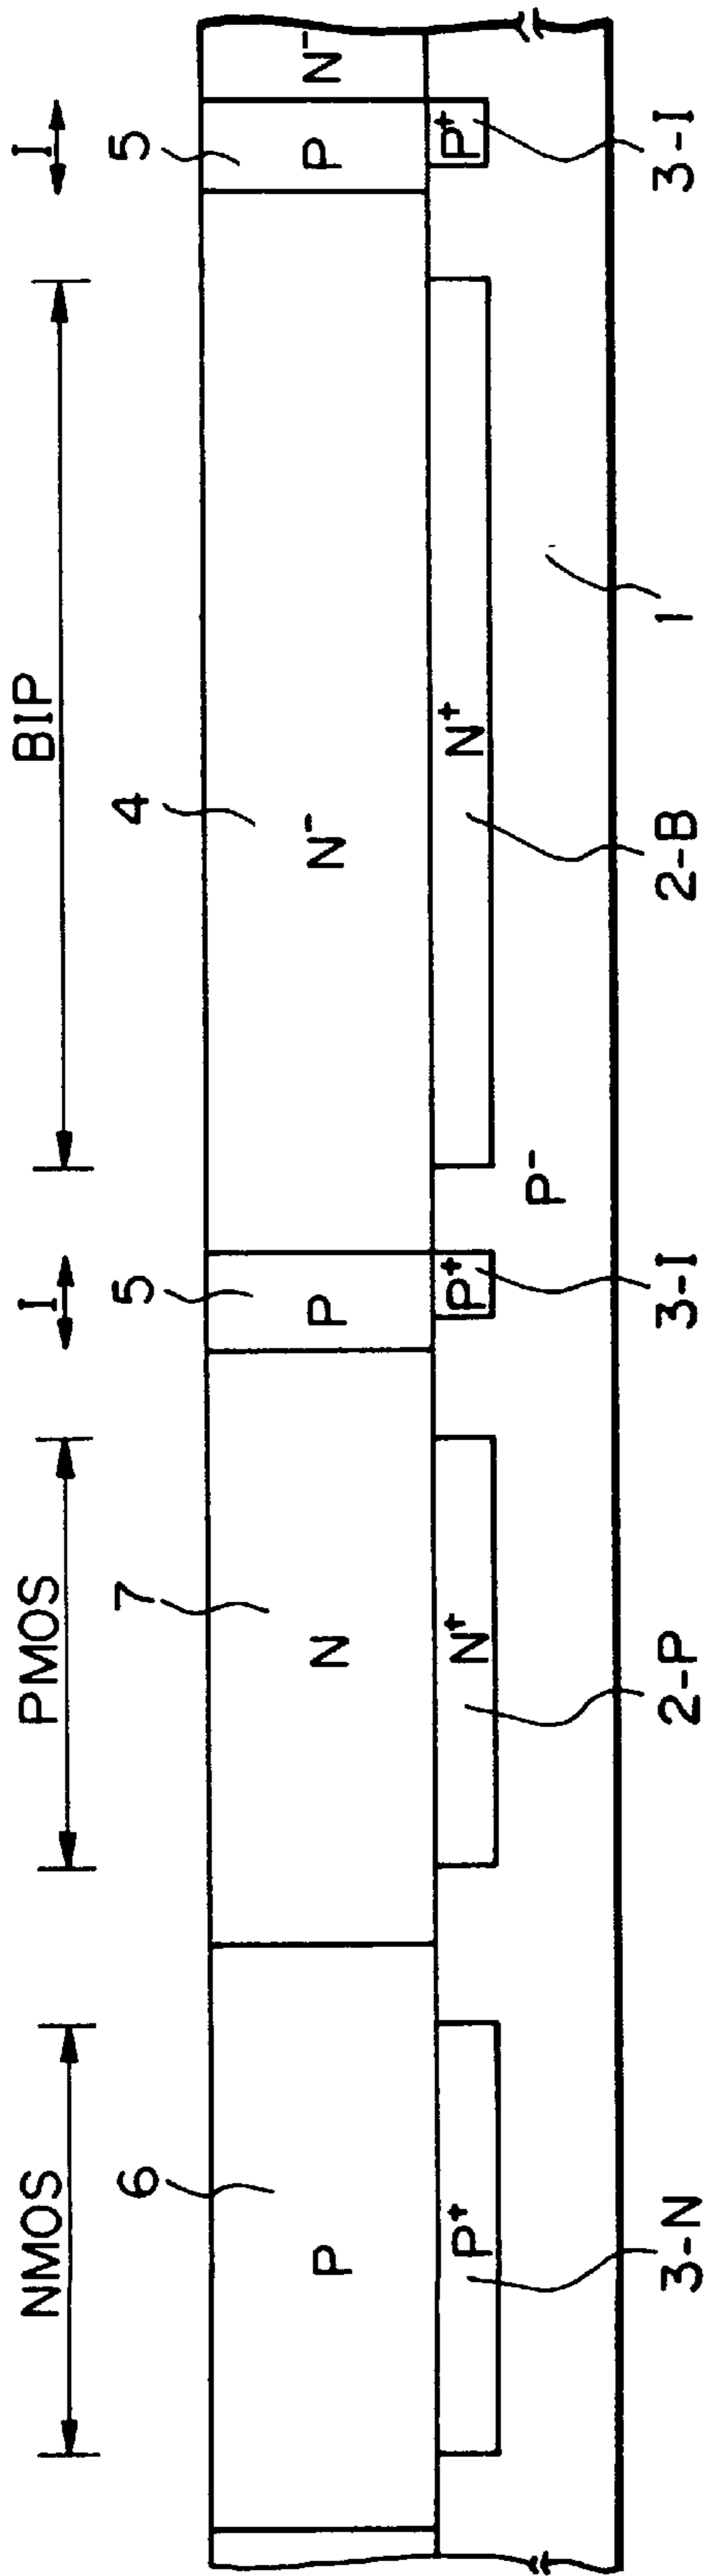 NMOS PMOS I BIP I
6 7 5 4 5
P N P N⁻ P N⁻
P⁺ N⁺ P⁺ N⁺ P⁺
P⁻
3-N 2-P 3-I 2-B 1 3-I